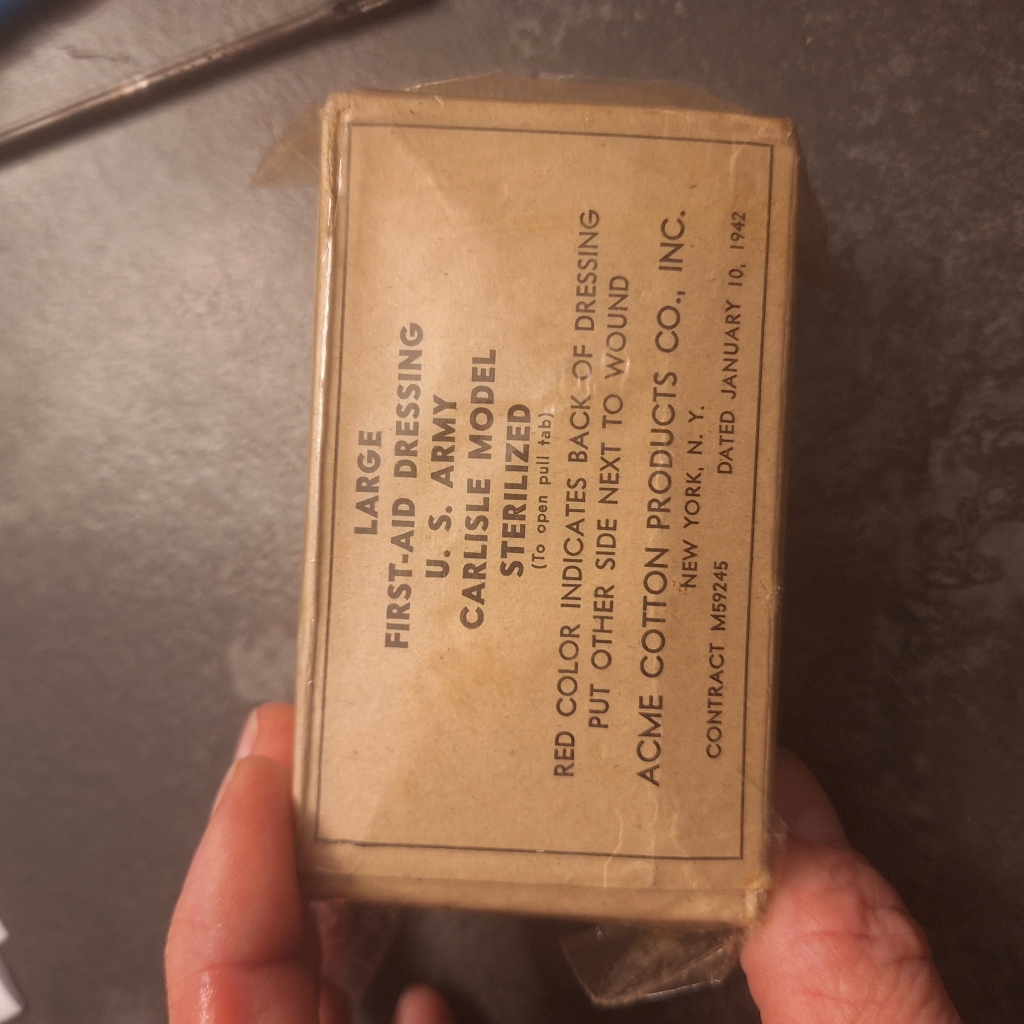 LARGE
FIRST-AID DRESSING
U. S. ARMY
CARLISLE MODEL
STERILIZED
(To open pull tab)
RED COLOR INDICATES BACK OF DRESSING
PUT OTHER SIDE NEXT TO WOUND
ACME COTTON PRODUCTS CO., INC.
NEW YORK, N. Y.
CONTRACT M59245 DATED JANUARY 10, 1942